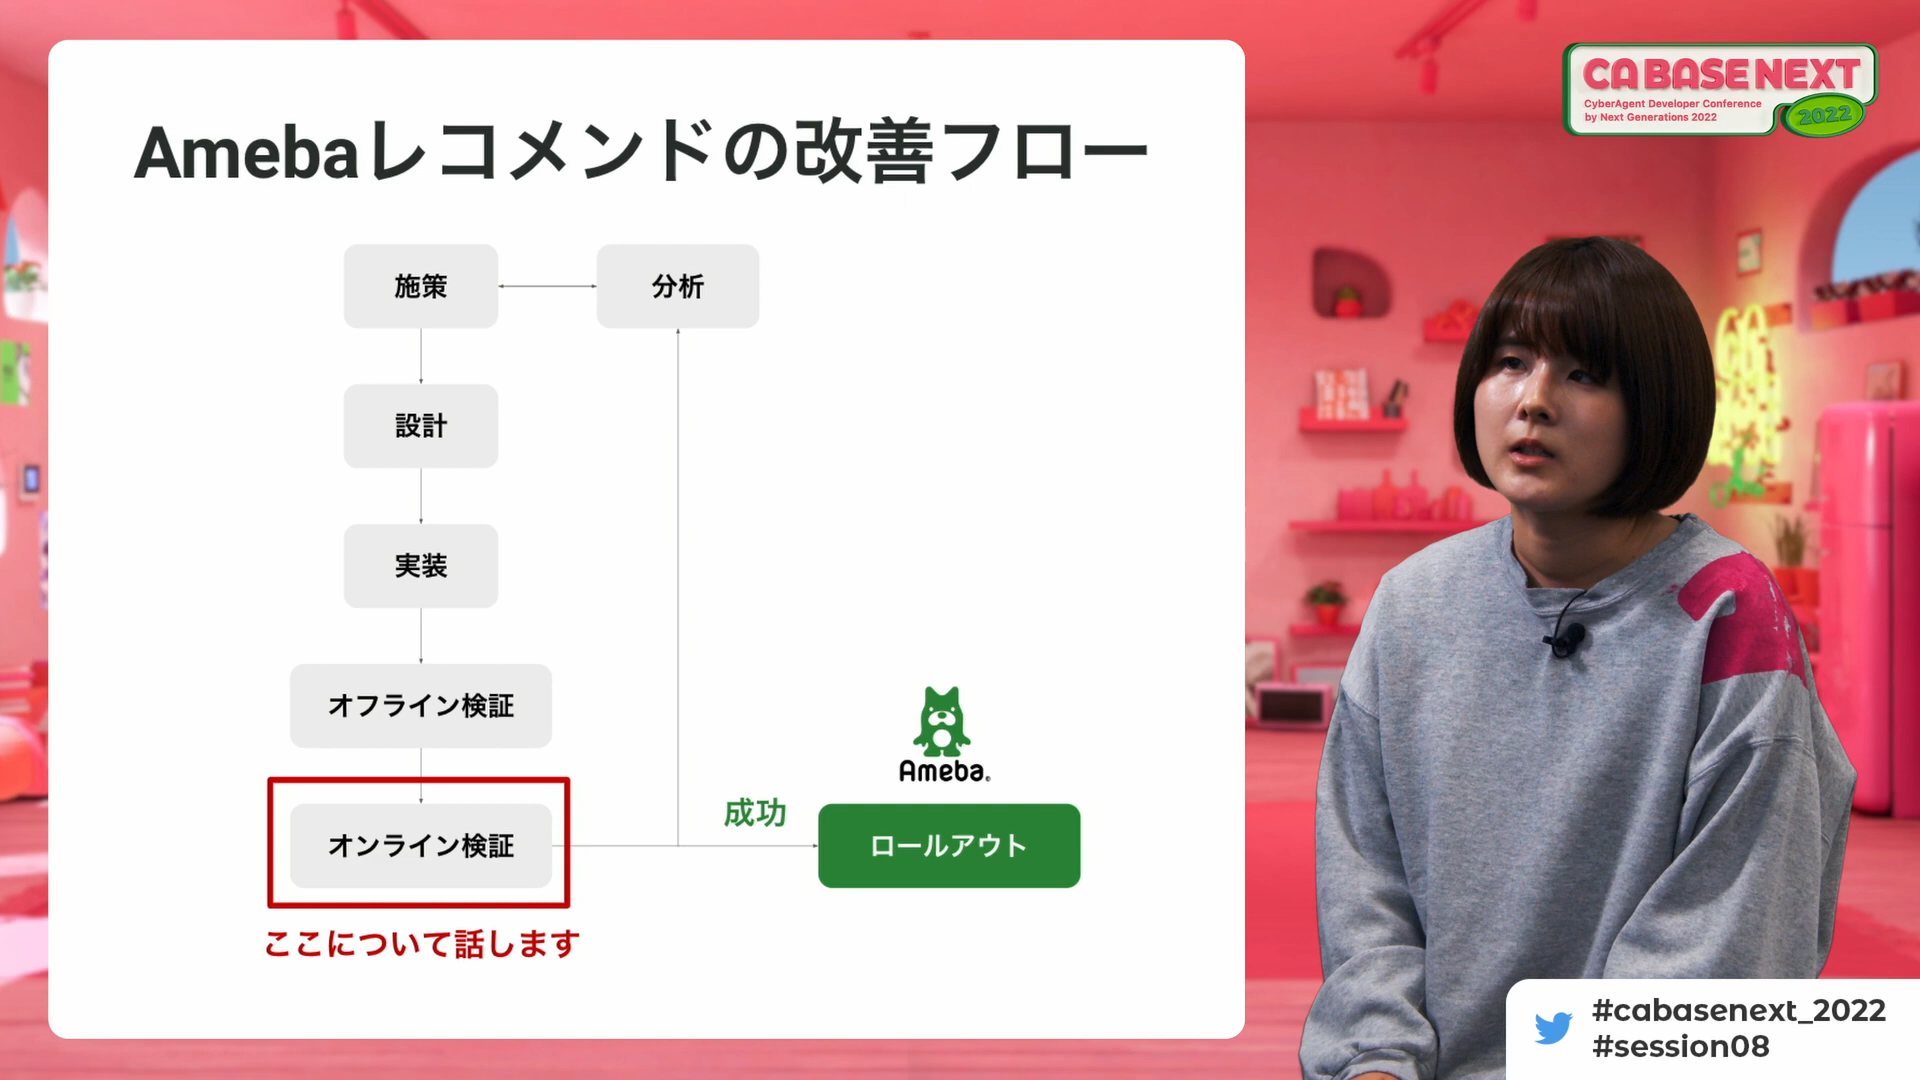 Amebaレコメンドの改善フロー
施策
分析
設計
実装
オフライン検証
オンライン検証
ここについて話します
成功
Ameba
ロールアウト
CA BASE NEXT
CyberAgent Developer Conference
by Next Generations 2022
2022
#cabasenext_2022
#session08